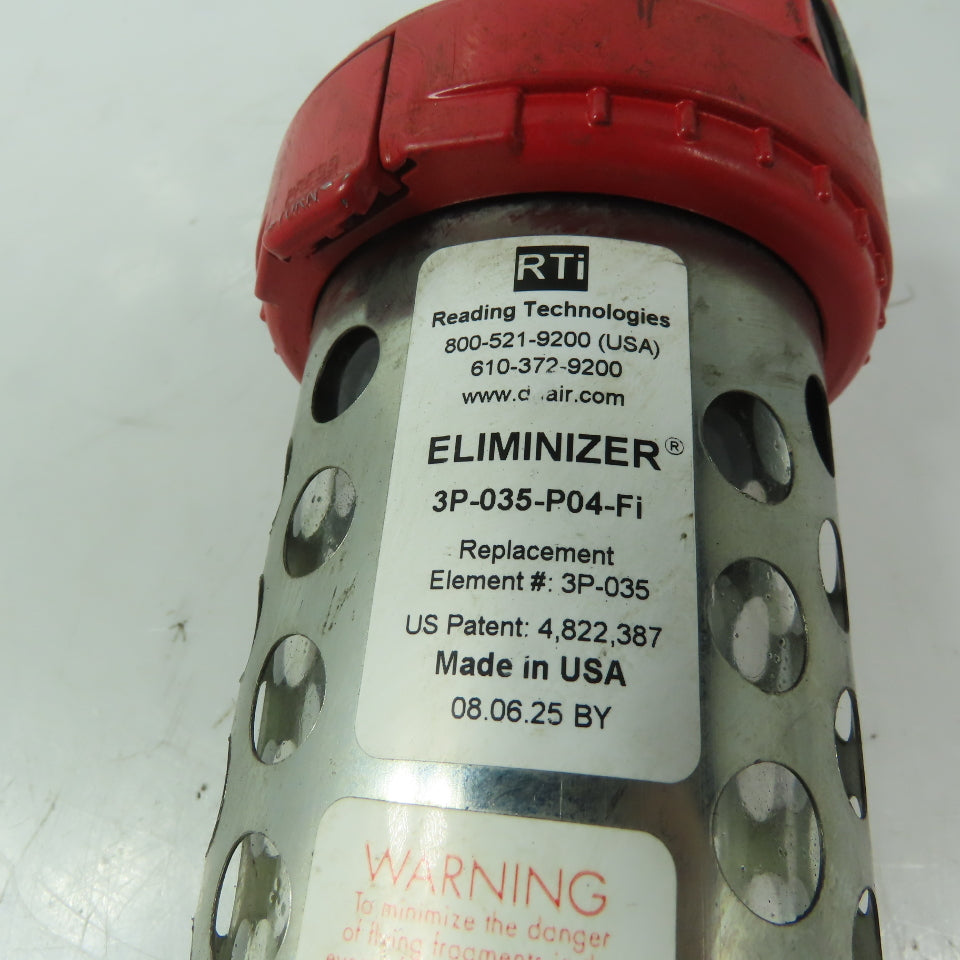 RTi
Reading Technologies
800-521-9200 (USA)
610-372-9200
ELIMINIZER®
3P-035-P04-Fi
Replacement
Element #: 3P-035
US Patent: 4,822,387
Made in USA
08.06.25 BY
WARNING
To minimize the danger
of flying fragments